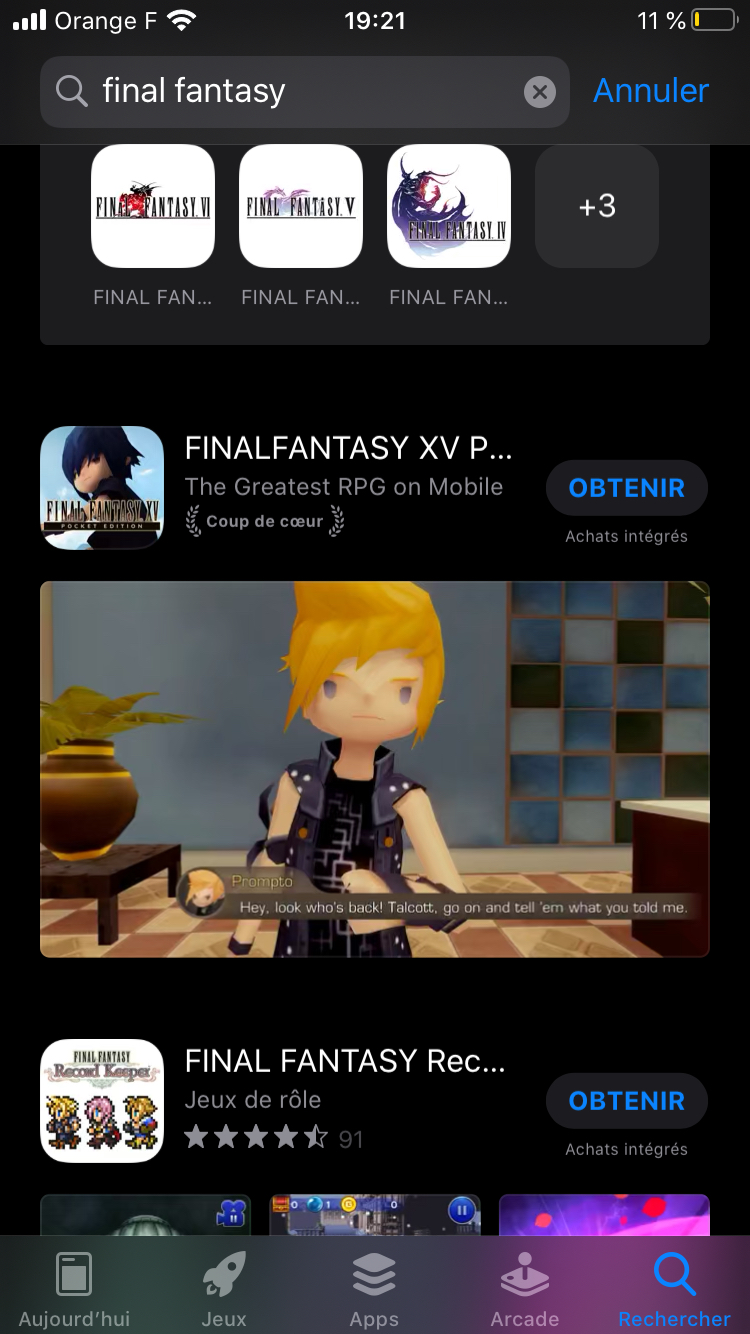 Orange F
19:21
11 %
final fantasy
Annuler
FINAL FANTASY VI
FINAL FANTASY V
FINAL FANTASY IV
+3
FINAL FAN...
FINAL FAN...
FINAL FAN...
FINALFANTASY XV P...
The Greatest RPG on Mobile
Coup de cœur
OBTENIR
Achats intégrés
FINAL FANTASY XV
POCKET EDITION
Prompto
Hey, look who's back! Talcott, go on and tell 'em what you told me.
FINAL FANTASY
Record Keeper
FINAL FANTASY Rec...
Jeux de rôle
91
OBTENIR
Achats intégrés
0
1
0
Aujourd'hui
Jeux
Apps
Arcade
Rechercher